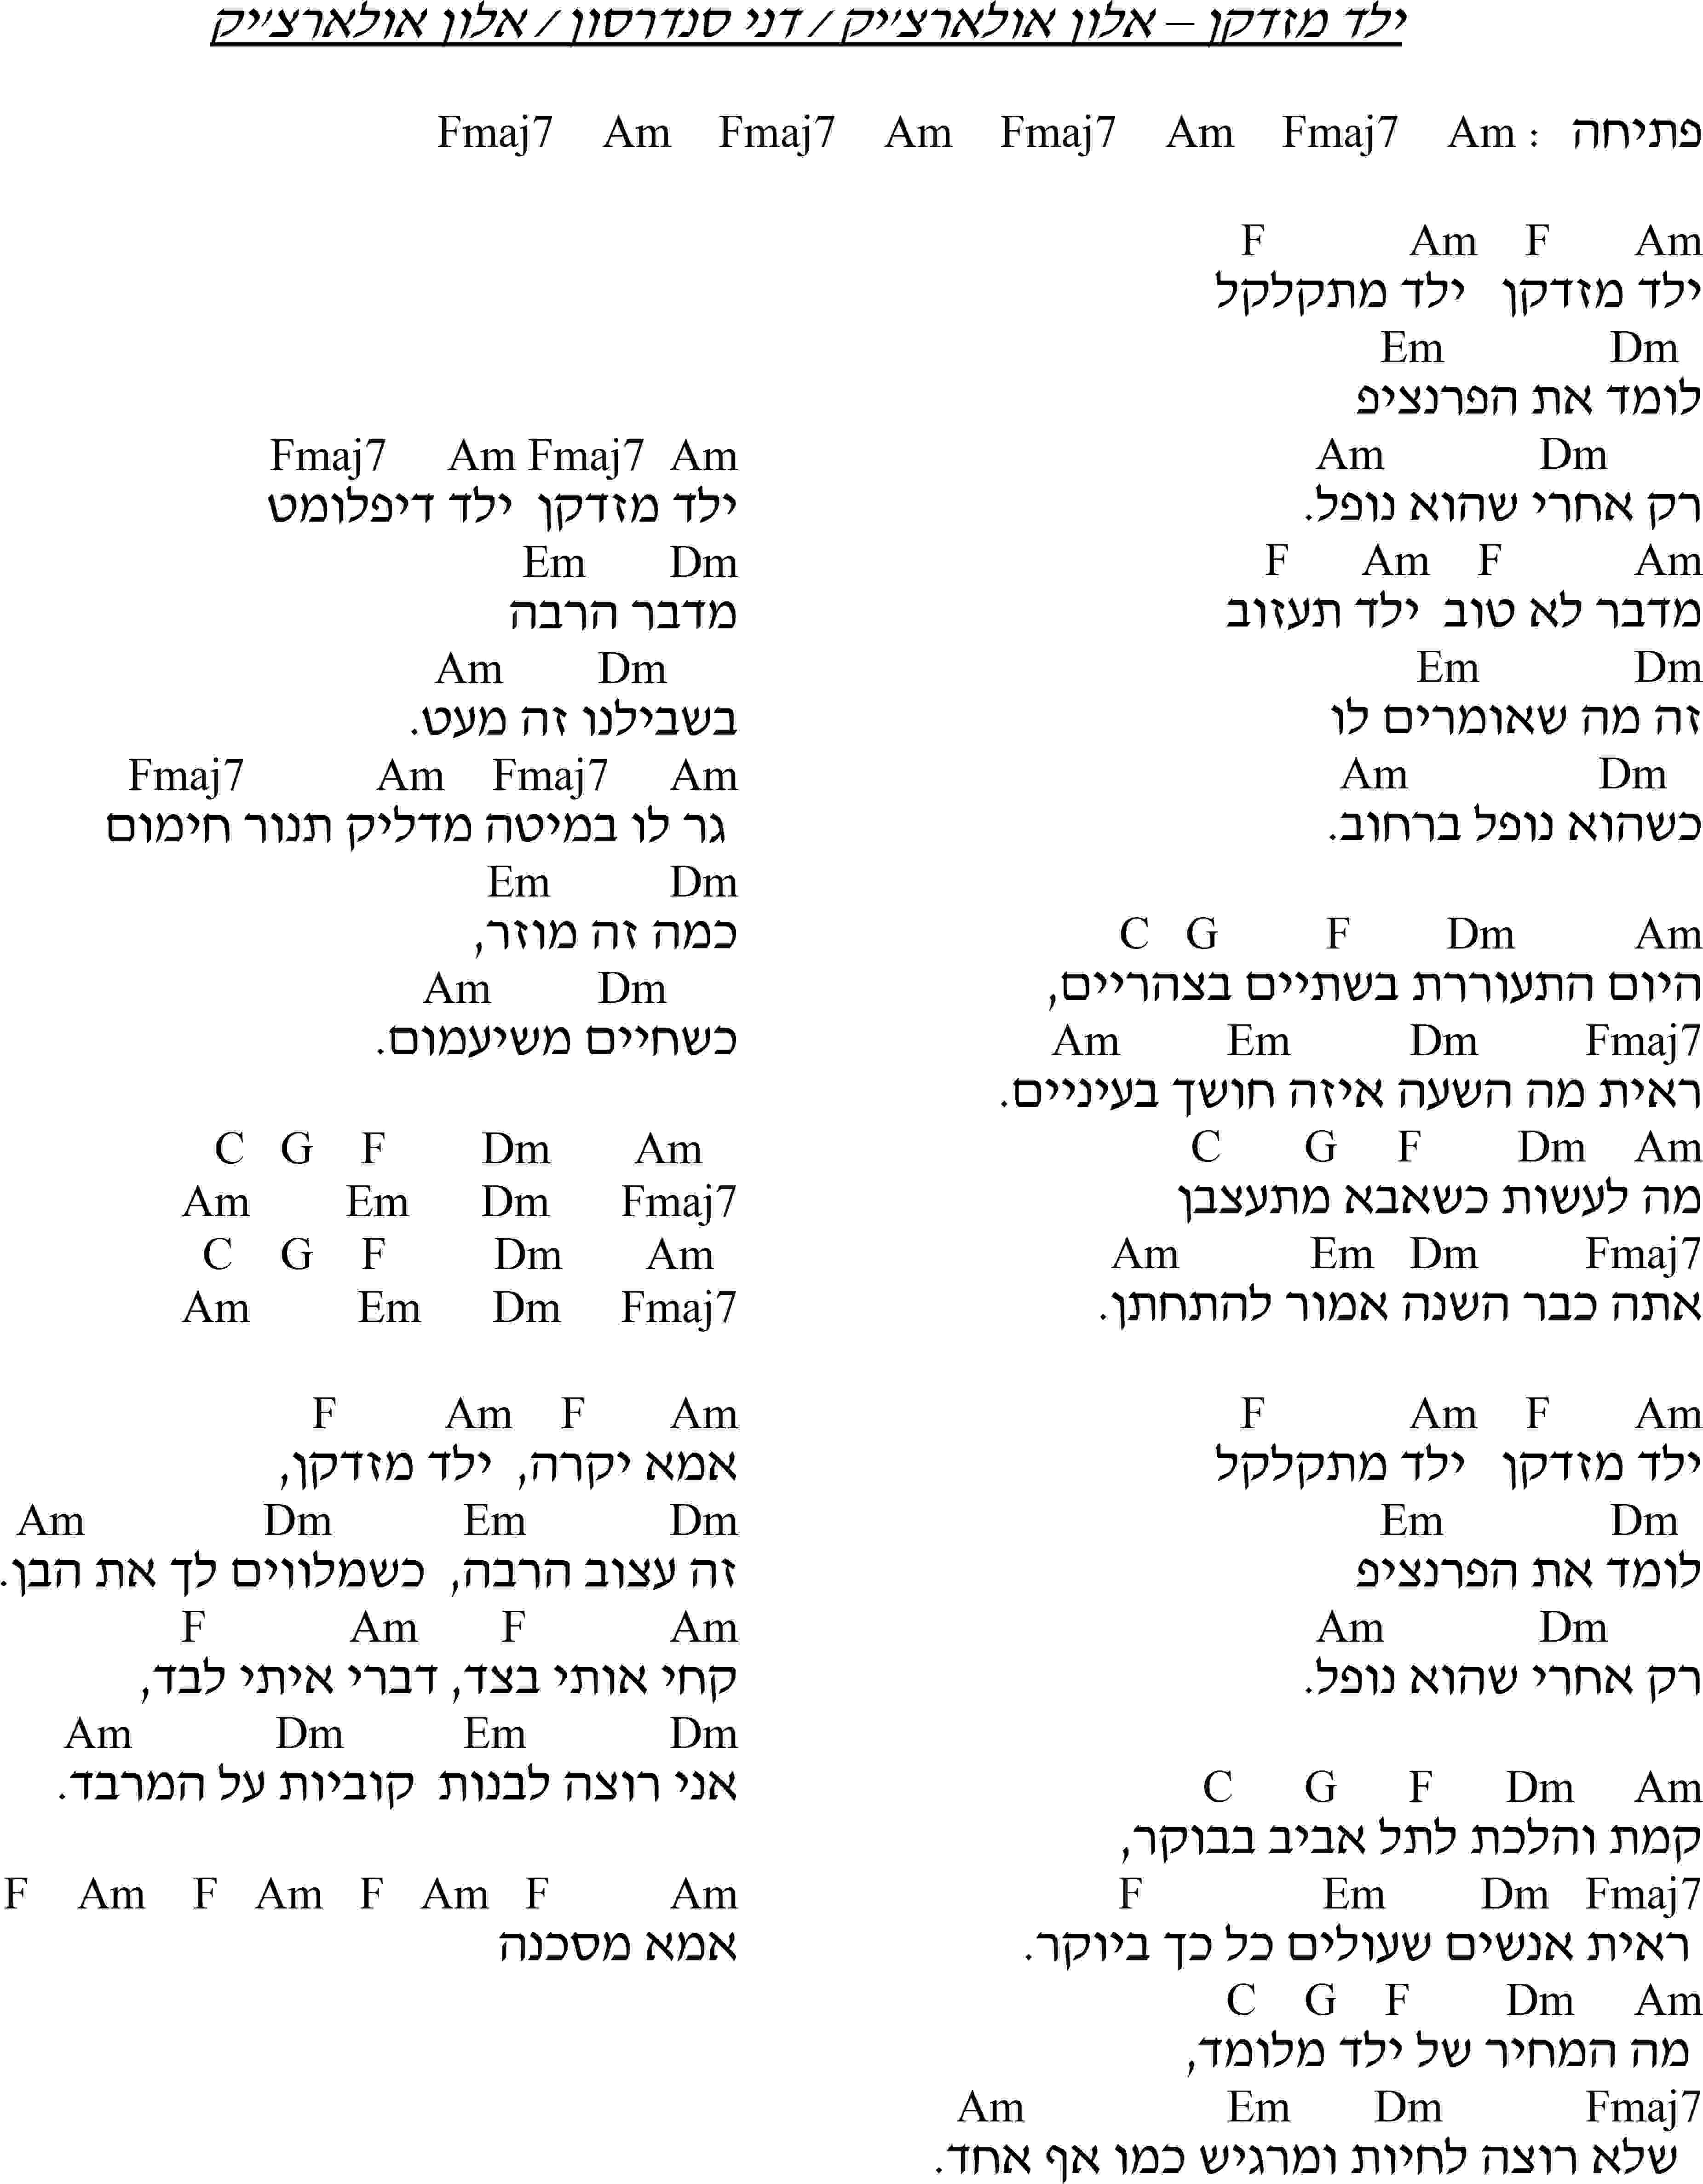 ילד מזדקן – אלון אולארצ'יק / דני סנדרסון / אלון אולארצ'יק
פתיחה : Am Fmaj7 Am Fmaj7 Am Fmaj7 Am Fmaj7
Am F Am F
ילד מזדקן ילד מתקלקל
Dm Em
לומד את הפרנציפ
Dm Am
רק אחרי שהוא נופל.
Am F Am F
מדבר לא טוב ילד תעזוב
Dm Em
זה מה שאומרים לו
Dm Am
כשהוא נופל ברחוב.
Am Dm F G C
היום התעוררת בשתיים בצהריים,
Fmaj7 Dm Em Am
ראית מה השעה איזה חושך בעיניים.
Am Dm F G C
מה לעשות כשאבא מתעצבן
Fmaj7 Dm Em Am
אתה כבר השנה אמור להתחתן.
Am F Am F
ילד מזדקן ילד מתקלקל
Dm Em
לומד את הפרנציפ
Dm Am
רק אחרי שהוא נופל.
Am Dm F G C
קמת והלכת לתל אביב בבוקר,
Fmaj7 Dm Em F
ראית אנשים שעולים כל כך ביוקר.
Am Dm F G C
מה המחיר של ילד מלומד,
Fmaj7 Dm Em Am
שלא רוצה לחיות ומרגיש כמו אף אחד.
Am Fmaj7 Am Fmaj7
ילד מזדקן ילד דיפלומט
Dm Em
מדבר הרבה
Dm Am
בשבילנו זה מעט.
Am Fmaj7 Am Fmaj7
גר לו במיטה מדליק תנור חימום
Dm Em
כמה זה מוזר,
Dm Am
כשחיים משיעמום.
Am Dm F G C
Fmaj7 Dm Em Am
Am Dm F G C
Fmaj7 Dm Em Am
Am F Am F
אמא יקרה, ילד מזדקן,
Dm Em Dm Am
זה עצוב הרבה, כשמלווים לך את הבן.
Am F Am F
קחי אותי בצד, דברי איתי לבד,
Dm Em Dm Am
אני רוצה לבנות קוביות על המרבד.
Am F Am F Am F Am F
אמא מסכנה